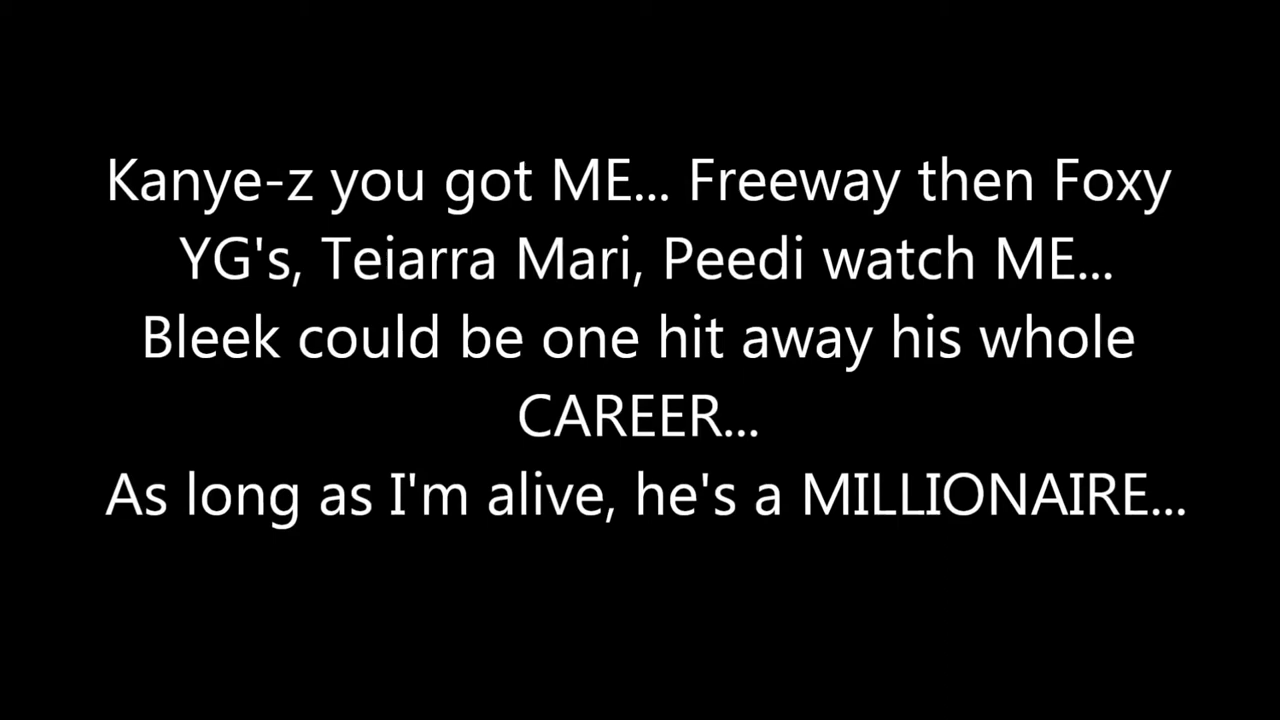 Kanye-z you got ME... Freeway then Foxy
YG's, Teiarra Mari, Peedi watch ME...
Bleek could be one hit away his whole
CAREER...
As long as I'm alive, he's a MILLIONAIRE...